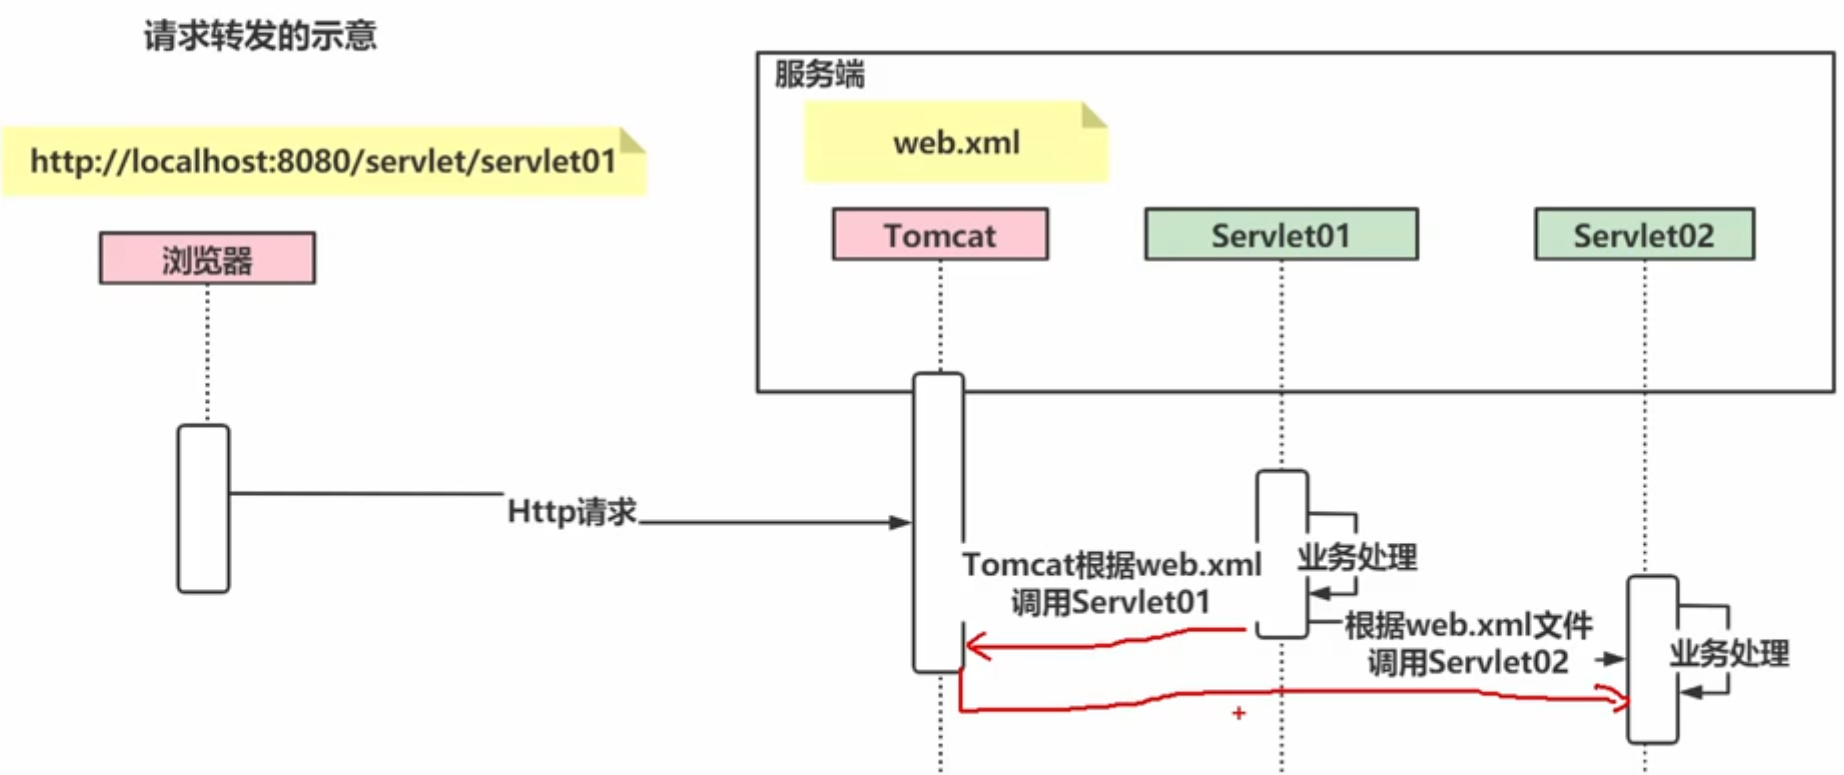 请求转发的示意
服务端
web.xml
http://localhost:8080/servlet/servlet01
浏览器
Tomcat
Servlet01
Servlet02
Http请求
Tomcat根据web.xml
调用Servlet01
业务处理
根据web.xml文件
调用Servlet02
业务处理